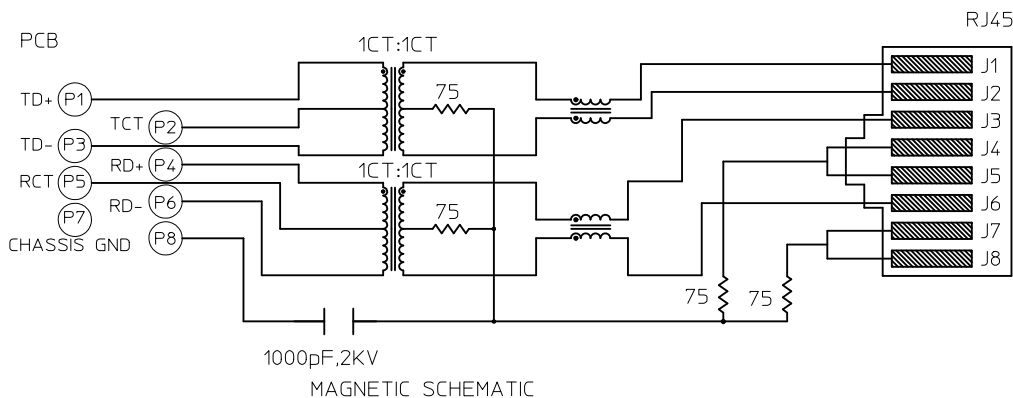 RJ45
PCB
1CT:1CT
TD+ P1
TCT P2
TD- P3
RD+ P4
RCT P5
RD- P6
P7
CHASSIS GND P8
75
1CT:1CT
75
75 75
J1
J2
J3
J4
J5
J6
J7
J8
1000pF,2KV
MAGNETIC SCHEMATIC